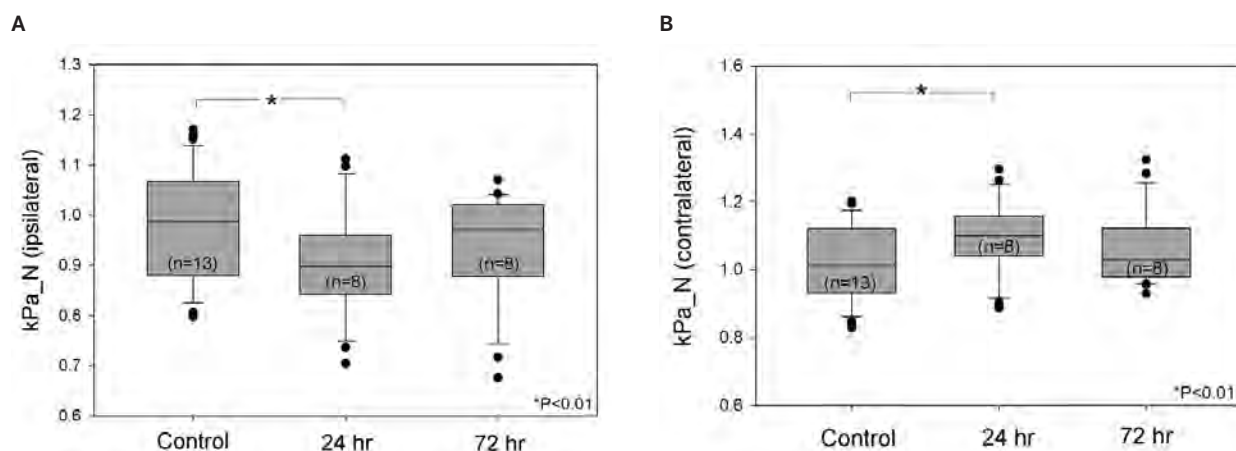 A
kPa_N (ipsilateral)
1.3
1.2
1.1
1.0
0.9
0.8
0.7
0.6
*
(n=13)
(n=8)
(n=8)
*P<0.01
Control
24 hr
72 hr
B
kPa_N (contralateral)
1.6
1.4
1.2
1.0
0.8
0.6
*
(n=13)
(n=8)
(n=8)
*P<0.01
Control
24 hr
72 hr